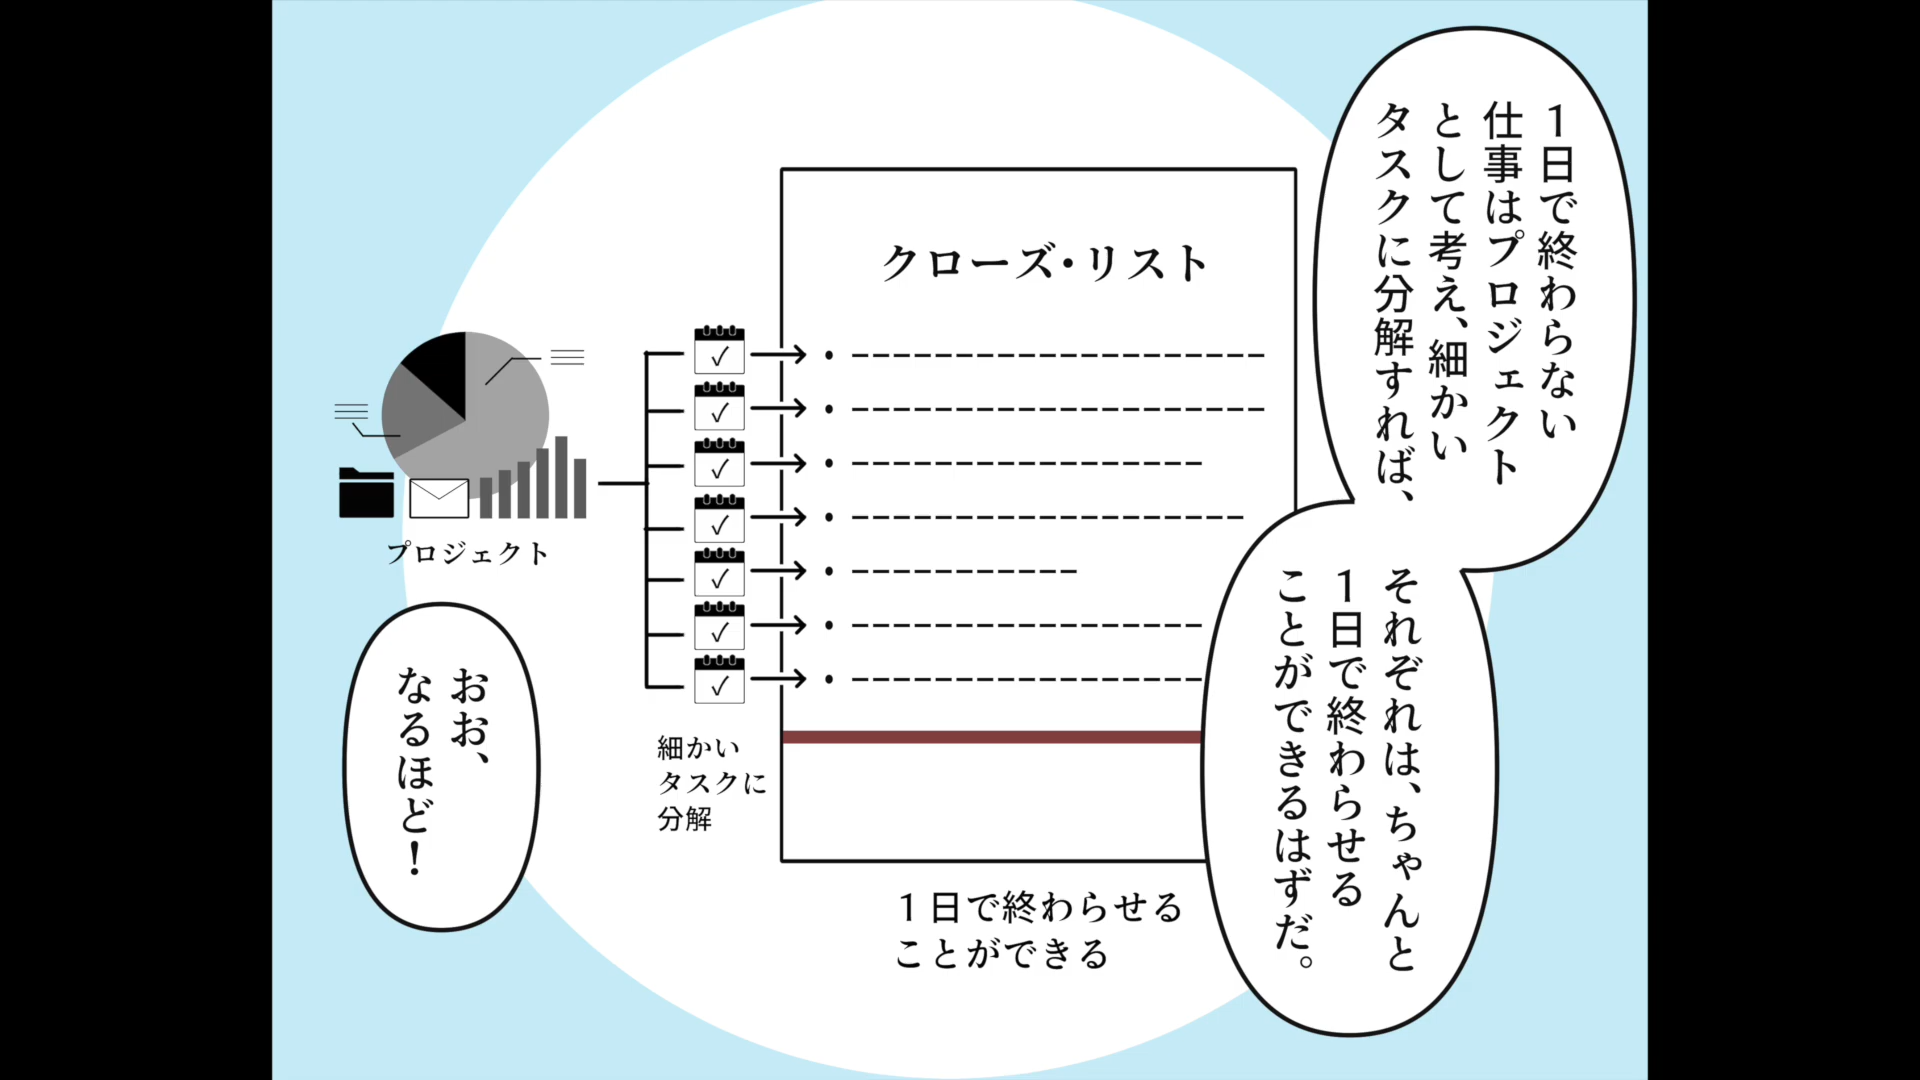 1日で終わらない
仕事はプロジェクト
として考え、細かい
タスクに分解すれば、
それぞれは、ちゃんと
1日で終わらせる
ことができるはずだ。
クローズ・リスト
プロジェクト
細かい
タスクに
分解
1日で終わらせる
ことができる
おお、
なるほど！